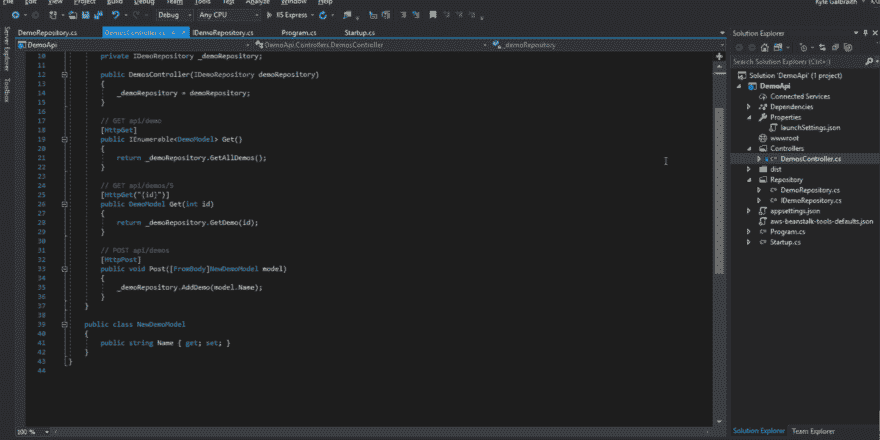 File Edit View Project Build Debug Team Tools Test Analyze Window Help
Kyle Galbraith
Debug Any CPU IIS Express
DemoRepository.cs DemosController.cs IDemoRepository.cs Program.cs Startup.cs
DemoApi DemoApi.Controllers.DemosController _demoRepository
Server Explorer
Toolbox
10 private IDemoRepository _demoRepository;
11
12 public DemosController(IDemoRepository demoRepository)
13 {
14 _demoRepository = demoRepository;
15 }
16
17 // GET api/demo
18 [HttpGet]
19 public IEnumerable<DemoModel> Get()
20 {
21 return _demoRepository.GetAllDemos();
22 }
23
24 // GET api/demos/5
25 [HttpGet("{id}")]
26 public DemoModel Get(int id)
27 {
28 return _demoRepository.GetDemo(id);
29 }
30
31 // POST api/demos
32 [HttpPost]
33 public void Post([FromBody]NewDemoModel model)
34 {
35 _demoRepository.AddDemo(model.Name);
36 }
37 }
38
39 public class NewDemoModel
40 {
41 public string Name { get; set; }
42 }
43 }
44
100 %
Solution Explorer
Search Solution Explorer (Ctrl+;)
Solution 'DemoApi' (1 project)
DemoApi
Connected Services
Dependencies
Properties
launchSettings.json
wwwroot
Controllers
DemosController.cs
dist
Repository
DemoRepository.cs
IDemoRepository.cs
appsettings.json
aws-beanstalk-tools-defaults.json
Program.cs
Startup.cs
Solution Explorer Team Explorer